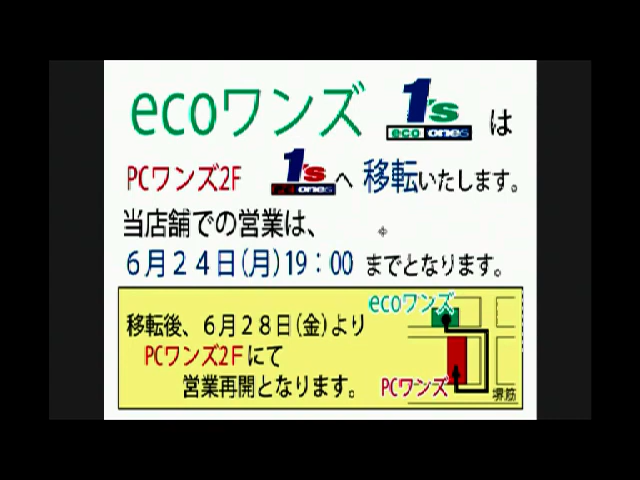 ecoワンズ 1's eco ones は
PCワンズ2F 1's ones へ 移転いたします。
当店舗での営業は、
６月２４日(月)19：00 までとなります。
移転後、６月２８日(金)より
PCワンズ2Fにて
営業再開となります。
ecoワンズ
PCワンズ
堺筋